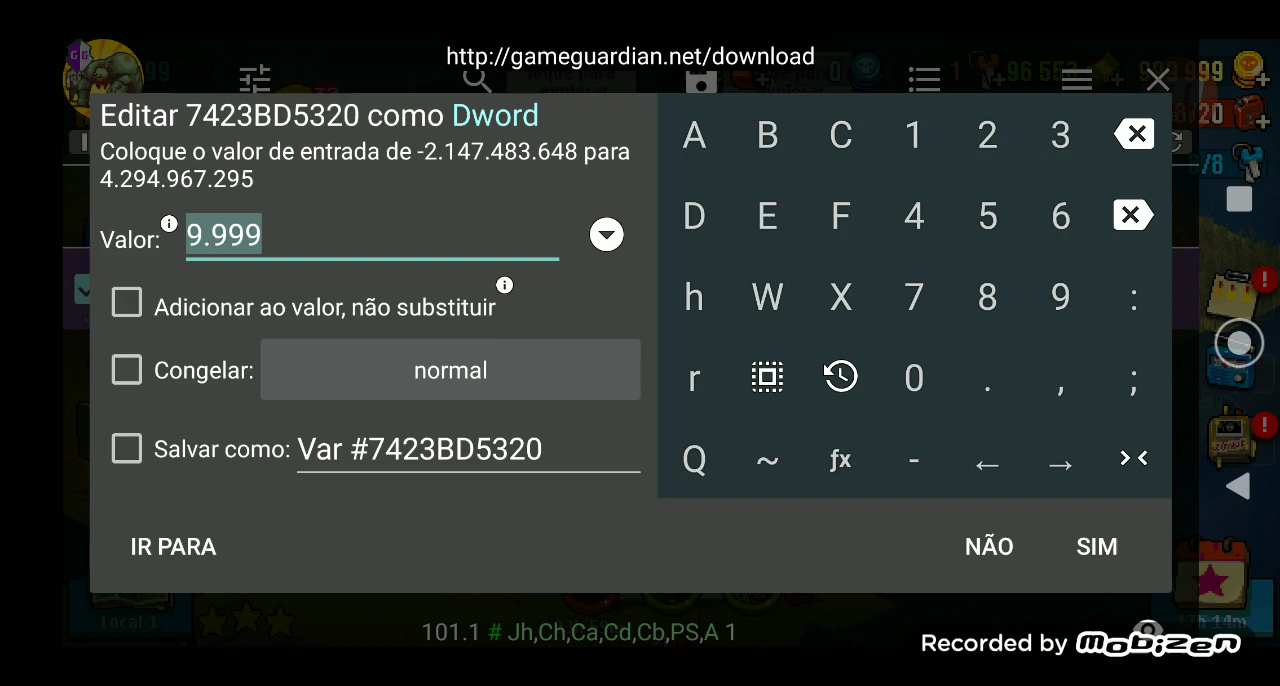 http://gameguardian.net/download
Editar 7423BD5320 como Dword
Coloque o valor de entrada de -2.147.483.648 para
4.294.967.295
Valor: 9.999
Adicionar ao valor, não substituir
Congelar: normal
Salvar como: Var #7423BD5320
IR PARA
NÃO
SIM
A B C 1 2 3
D E F 4 5 6
h W X 7 8 9 :
r 0 . , ;
Q ~ ƒx - ← → ><
local 1
101.1 # Jh,Ch,Ca,Cd,Cb,PS,A 1
Recorded by mobizen